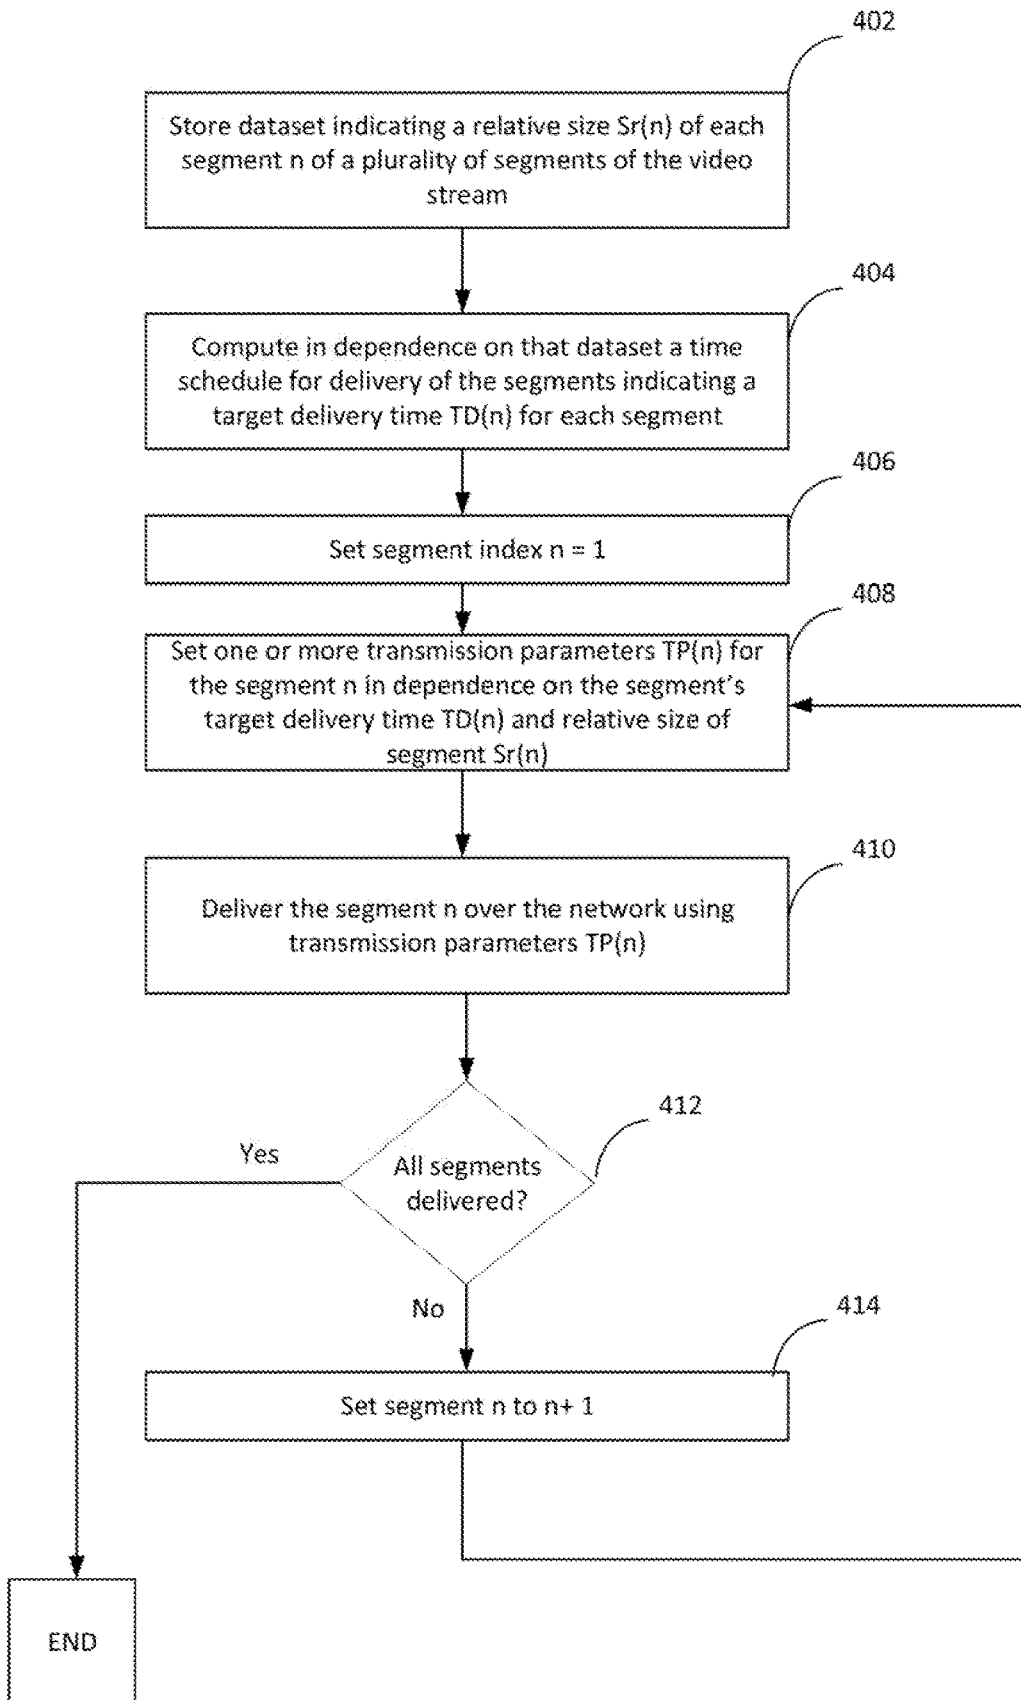 402
Store dataset indicating a relative size Sr(n) of each
segment n of a plurality of segments of the video
stream
404
Compute in dependence on that dataset a time
schedule for delivery of the segments indicating a
target delivery time TD(n) for each segment
406
Set segment index n = 1
408
Set one or more transmission parameters TP(n) for
the segment n in dependence on the segment's
target delivery time TD(n) and relative size of
segment Sr(n)
410
Deliver the segment n over the network using
transmission parameters TP(n)
412
Yes
All segments
delivered?
No
414
Set segment n to n+ 1
END